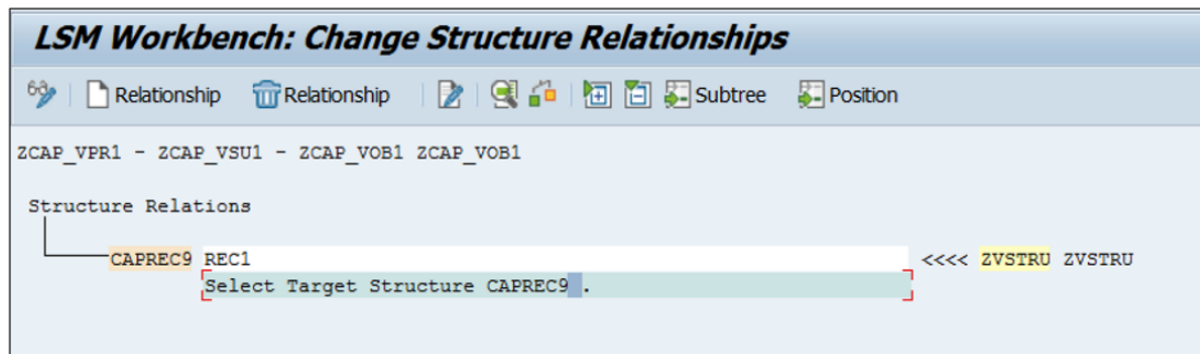 LSM Workbench: Change Structure Relationships
Relationship Relationship Subtree Position
ZCAP_VPR1 - ZCAP_VSU1 - ZCAP_VOB1 ZCAP_VOB1
Structure Relations
CAPREC9 REC1 <<<< ZVSTRU ZVSTRU
Select Target Structure CAPREC9 .